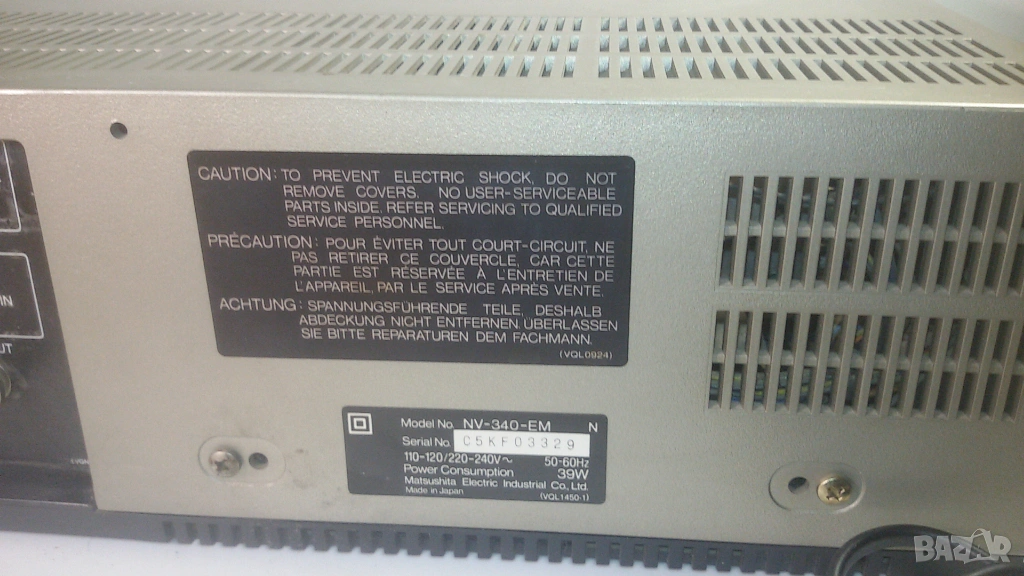 CAUTION: TO PREVENT ELECTRIC SHOCK, DO NOT
REMOVE COVERS. NO USER-SERVICEABLE
PARTS INSIDE. REFER SERVICING TO QUALIFIED
SERVICE PERSONNEL.
PRÉCAUTION: POUR ÉVITER TOUT COURT-CIRCUIT, NE
PAS RETIRER CE COUVERCLE, CAR CETTE
PARTIE EST RÉSERVÉE À L'ENTRETIEN DE
L'APPAREIL, PAR LE SERVICE APRÈS VENTE.
ACHTUNG: SPANNUNGSFÜHRENDE TEILE, DESHALB
ABDECKUNG NICHT ENTFERNEN. ÜBERLASSEN
SIE BITTE REPARATUREN DEM FACHMANN.
(VQL0924)
IN
UT
Model No. NV-340-EM N
Serial No. C5KF03329
110-120/220-240V~ 50-60Hz
Power Consumption 39W
Matsushita Electric Industrial Co., Ltd.
Made in Japan (VQL1450-1)
BAZAR